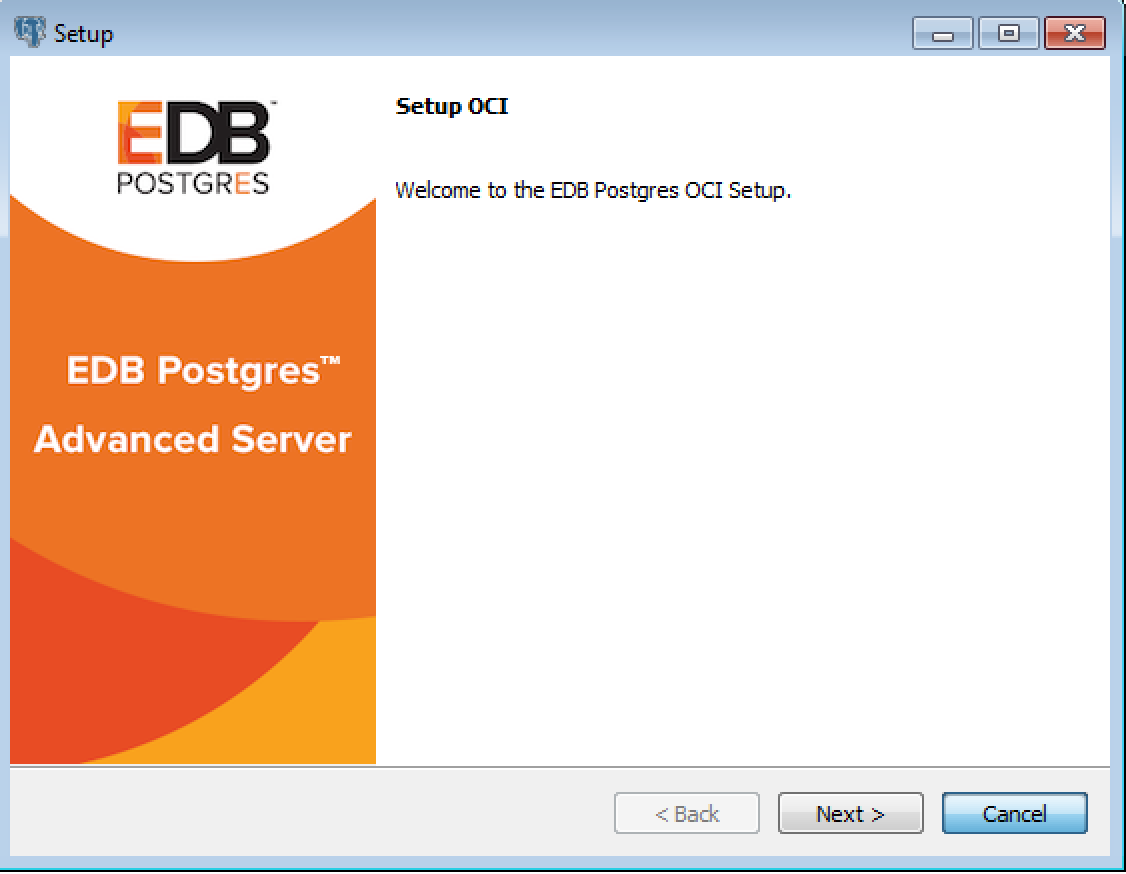 Setup
EDB™
POSTGRES
EDB Postgres™
Advanced Server
Setup OCI
Welcome to the EDB Postgres OCI Setup.
< Back
Next >
Cancel